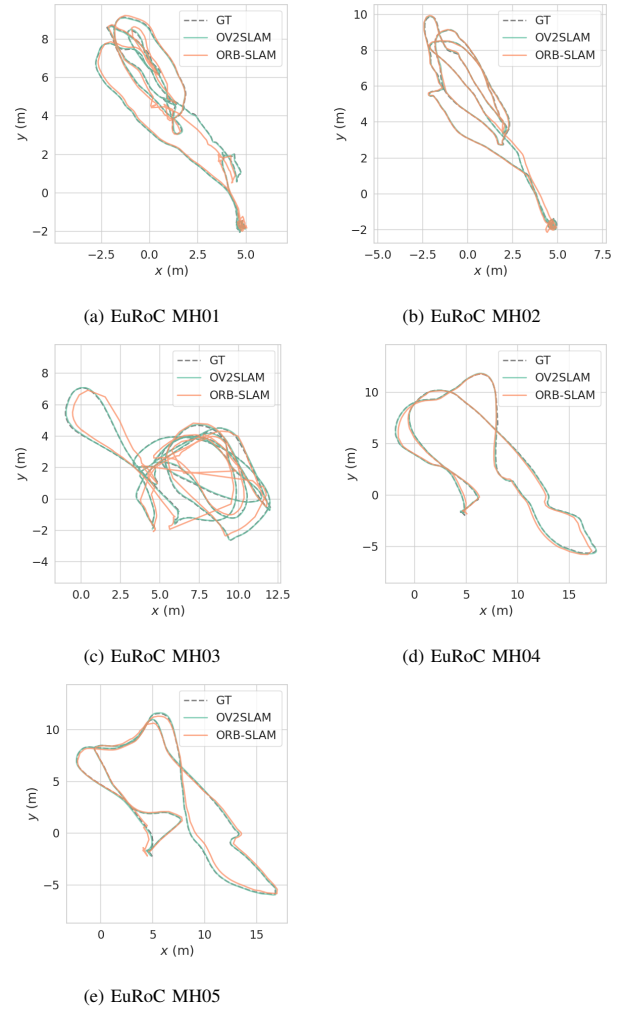 GT
OV2SLAM
ORB-SLAM
8
6
4
2
0
−2
y (m)
−2.5 0.0 2.5 5.0
x (m)
(a) EuRoC MH01
GT
OV2SLAM
ORB-SLAM
10
8
6
4
2
0
−2
y (m)
−5.0 −2.5 0.0 2.5 5.0 7.5
x (m)
(b) EuRoC MH02
GT
OV2SLAM
ORB-SLAM
8
6
4
2
0
−2
−4
y (m)
0.0 2.5 5.0 7.5 10.0 12.5
x (m)
(c) EuRoC MH03
GT
OV2SLAM
ORB-SLAM
10
5
0
−5
y (m)
0 5 10 15
x (m)
(d) EuRoC MH04
GT
OV2SLAM
ORB-SLAM
10
5
0
−5
y (m)
0 5 10 15
x (m)
(e) EuRoC MH05